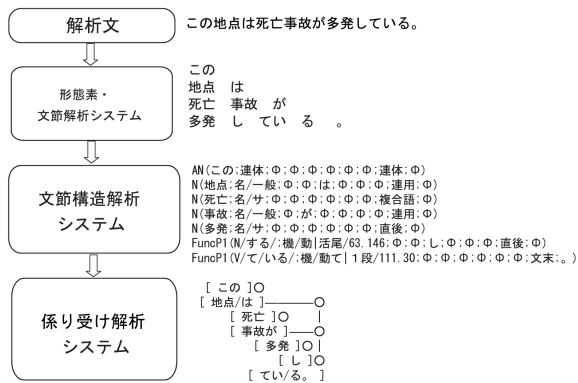 解析文
この地点は死亡事故が多発している。
形態素・
文節解析システム
この
地点 は
死亡 事故 が
多発 し てい る 。
文節構造解析
システム
AN(この;連体;Φ;Φ;Φ;Φ;Φ;Φ;連体;Φ)
N(地点;名/一般;Φ;Φ;は;Φ;Φ;Φ;連用;Φ)
N(死亡;名/サ;Φ;Φ;Φ;Φ;Φ;Φ;複合語;Φ)
N(事故;名/一般;Φ;が;Φ;Φ;Φ;Φ;連用;Φ)
N(多発;名/サ;Φ;Φ;Φ;Φ;Φ;Φ;直後;Φ)
FuncP1(N/する/;機/動|活尾/63.146;Φ;Φ;し;Φ;Φ;Φ;直後;Φ)
FuncP1(V/て/いる/;機/動て|1段/111.30;Φ;Φ;Φ;Φ;Φ;Φ;文末;。)
係り受け解析
システム
[ この ]○
[ 地点/は ]――――○
[ 死亡 ]○ |
[ 事故が ]――○
[ 多発 ]○ |
[ し ]○
[ てい/る。 ]